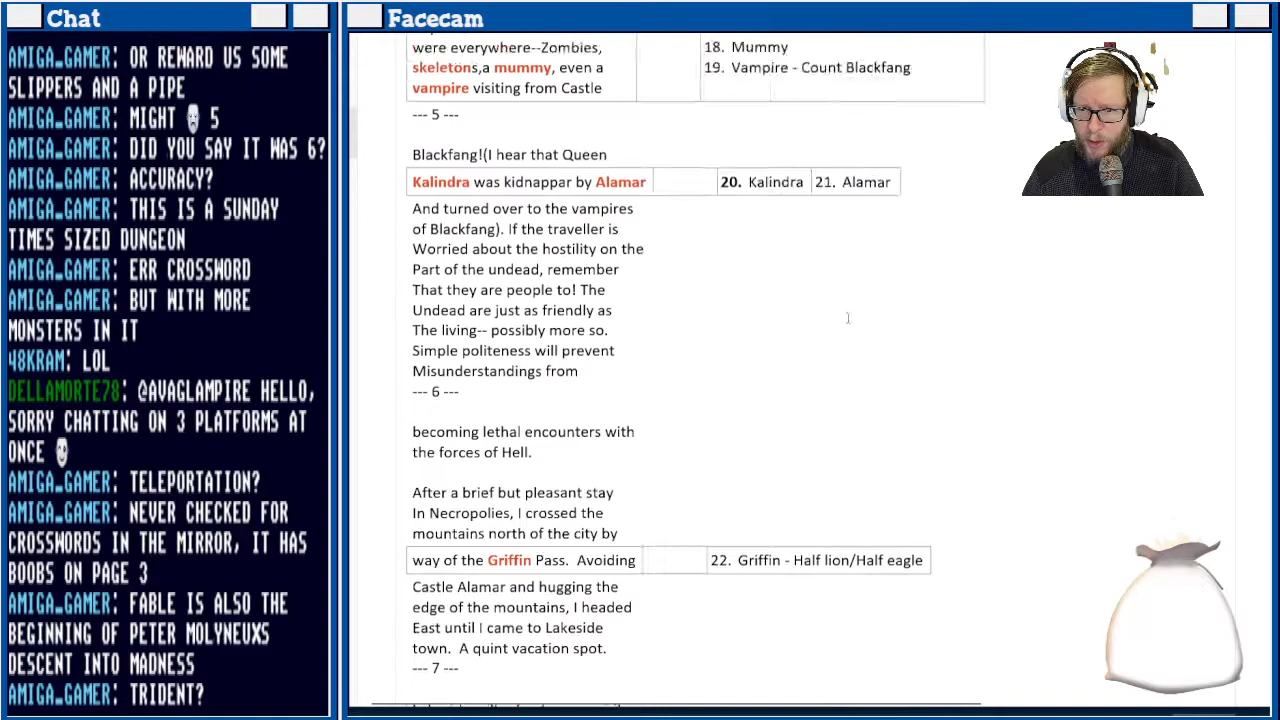 Chat
AMIGA_GAMER: OR REWARD US SOME
SLIPPERS AND A PIPE
AMIGA_GAMER: MIGHT 5
AMIGA_GAMER: DID YOU SAY IT WAS 6?
AMIGA_GAMER: ACCURACY?
AMIGA_GAMER: THIS IS A SUNDAY
TIMES SIZED DUNGEON
AMIGA_GAMER: ERR CROSSWORD
AMIGA_GAMER: BUT WITH MORE
MONSTERS IN IT
48KRAM: LOL
DELLAMORTE78: @AVAGLAMPIRE HELLO,
SORRY CHATTING ON 3 PLATFORMS AT
ONCE
AMIGA_GAMER: TELEPORTATION?
AMIGA_GAMER: NEVER CHECKED FOR
CROSSWORDS IN THE MIRROR, IT HAS
BOOBS ON PAGE 3
AMIGA_GAMER: FABLE IS ALSO THE
BEGINNING OF PETER MOLYNEUXS
DESCENT INTO MADNESS
AMIGA_GAMER: TRIDENT?
Facecam
were everywhere--Zombies,
18. Mummy
skeletons,a mummy, even a
19. Vampire - Count Blackfang
vampire visiting from Castle
--- 5 ---
Blackfang!(I hear that Queen
Kalindra was kidnappar by Alamar
20. Kalindra
21. Alamar
And turned over to the vampires
of Blackfang). If the traveller is
Worried about the hostility on the
Part of the undead, remember
That they are people to! The
Undead are just as friendly as
The living-- possibly more so.
Simple politeness will prevent
Misunderstandings from
--- 6 ---
becoming lethal encounters with
the forces of Hell.
After a brief but pleasant stay
In Necropolies, I crossed the
mountains north of the city by
way of the Griffin Pass. Avoiding
22. Griffin - Half lion/Half eagle
Castle Alamar and hugging the
edge of the mountains, I headed
East until I came to Lakeside
town. A quint vacation spot.
--- 7 ---